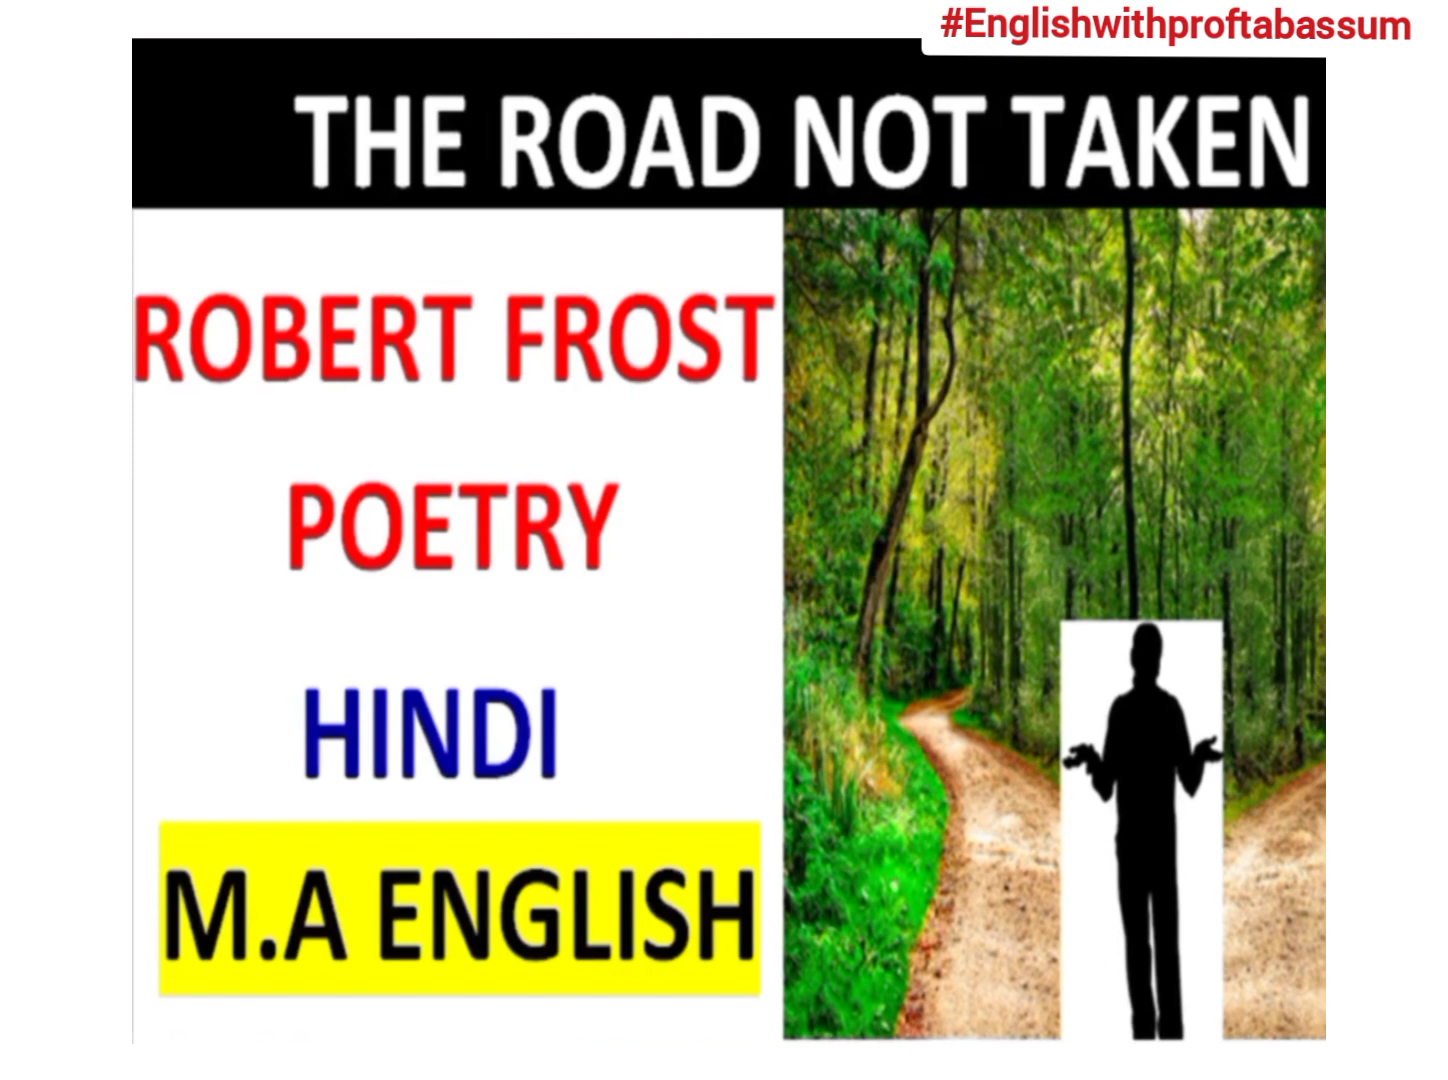 #Englishwithproftabassum
THE ROAD NOT TAKEN
ROBERT FROST
POETRY
HINDI
M.A ENGLISH